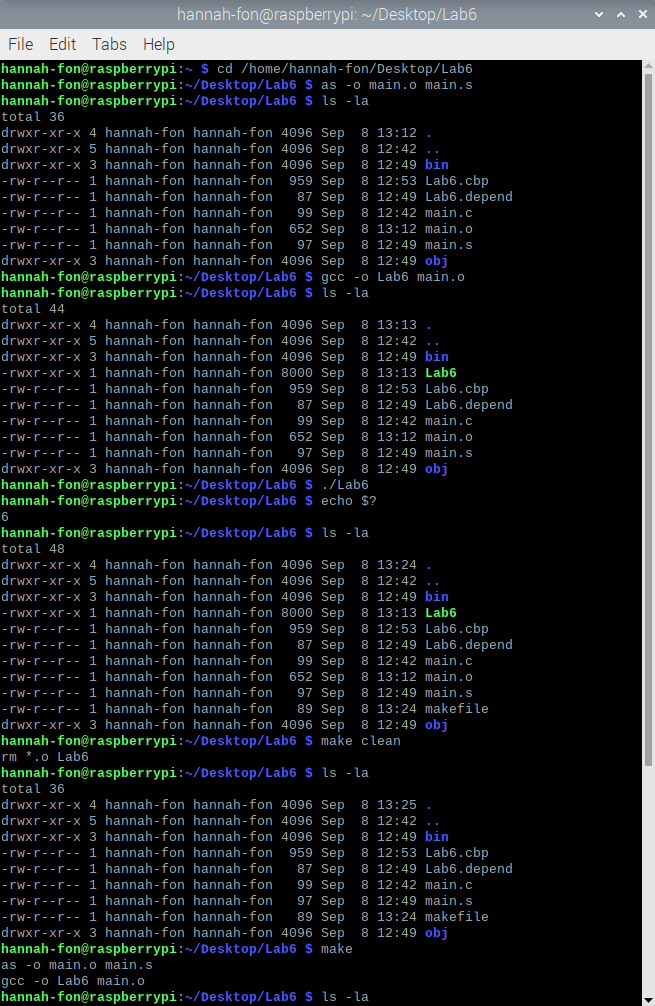 hannah-fon@raspberrypi: ~/Desktop/Lab6
File Edit Tabs Help
hannah-fon@raspberrypi:~ $ cd /home/hannah-fon/Desktop/Lab6
hannah-fon@raspberrypi:~/Desktop/Lab6 $ as -o main.o main.s
hannah-fon@raspberrypi:~/Desktop/Lab6 $ ls -la
total 36
drwxr-xr-x 4 hannah-fon hannah-fon 4096 Sep  8 13:12 .
drwxr-xr-x 5 hannah-fon hannah-fon 4096 Sep  8 12:42 ..
drwxr-xr-x 3 hannah-fon hannah-fon 4096 Sep  8 12:49 bin
-rw-r--r-- 1 hannah-fon hannah-fon  959 Sep  8 12:53 Lab6.cbp
-rw-r--r-- 1 hannah-fon hannah-fon   87 Sep  8 12:49 Lab6.depend
-rw-r--r-- 1 hannah-fon hannah-fon   99 Sep  8 12:42 main.c
-rw-r--r-- 1 hannah-fon hannah-fon  652 Sep  8 13:12 main.o
-rw-r--r-- 1 hannah-fon hannah-fon   97 Sep  8 12:49 main.s
drwxr-xr-x 3 hannah-fon hannah-fon 4096 Sep  8 12:49 obj
hannah-fon@raspberrypi:~/Desktop/Lab6 $ gcc -o Lab6 main.o
hannah-fon@raspberrypi:~/Desktop/Lab6 $ ls -la
total 44
drwxr-xr-x 4 hannah-fon hannah-fon 4096 Sep  8 13:13 .
drwxr-xr-x 5 hannah-fon hannah-fon 4096 Sep  8 12:42 ..
drwxr-xr-x 3 hannah-fon hannah-fon 4096 Sep  8 12:49 bin
-rwxr-xr-x 1 hannah-fon hannah-fon 8000 Sep  8 13:13 Lab6
-rw-r--r-- 1 hannah-fon hannah-fon  959 Sep  8 12:53 Lab6.cbp
-rw-r--r-- 1 hannah-fon hannah-fon   87 Sep  8 12:49 Lab6.depend
-rw-r--r-- 1 hannah-fon hannah-fon   99 Sep  8 12:42 main.c
-rw-r--r-- 1 hannah-fon hannah-fon  652 Sep  8 13:12 main.o
-rw-r--r-- 1 hannah-fon hannah-fon   97 Sep  8 12:49 main.s
drwxr-xr-x 3 hannah-fon hannah-fon 4096 Sep  8 12:49 obj
hannah-fon@raspberrypi:~/Desktop/Lab6 $ ./Lab6
hannah-fon@raspberrypi:~/Desktop/Lab6 $ echo $?
6
hannah-fon@raspberrypi:~/Desktop/Lab6 $ ls -la
total 48
drwxr-xr-x 4 hannah-fon hannah-fon 4096 Sep  8 13:24 .
drwxr-xr-x 5 hannah-fon hannah-fon 4096 Sep  8 12:42 ..
drwxr-xr-x 3 hannah-fon hannah-fon 4096 Sep  8 12:49 bin
-rwxr-xr-x 1 hannah-fon hannah-fon 8000 Sep  8 13:13 Lab6
-rw-r--r-- 1 hannah-fon hannah-fon  959 Sep  8 12:53 Lab6.cbp
-rw-r--r-- 1 hannah-fon hannah-fon   87 Sep  8 12:49 Lab6.depend
-rw-r--r-- 1 hannah-fon hannah-fon   99 Sep  8 12:42 main.c
-rw-r--r-- 1 hannah-fon hannah-fon  652 Sep  8 13:12 main.o
-rw-r--r-- 1 hannah-fon hannah-fon   97 Sep  8 12:49 main.s
-rw-r--r-- 1 hannah-fon hannah-fon   89 Sep  8 13:24 makefile
drwxr-xr-x 3 hannah-fon hannah-fon 4096 Sep  8 12:49 obj
hannah-fon@raspberrypi:~/Desktop/Lab6 $ make clean
rm *.o Lab6
hannah-fon@raspberrypi:~/Desktop/Lab6 $ ls -la
total 36
drwxr-xr-x 4 hannah-fon hannah-fon 4096 Sep  8 13:25 .
drwxr-xr-x 5 hannah-fon hannah-fon 4096 Sep  8 12:42 ..
drwxr-xr-x 3 hannah-fon hannah-fon 4096 Sep  8 12:49 bin
-rw-r--r-- 1 hannah-fon hannah-fon  959 Sep  8 12:53 Lab6.cbp
-rw-r--r-- 1 hannah-fon hannah-fon   87 Sep  8 12:49 Lab6.depend
-rw-r--r-- 1 hannah-fon hannah-fon   99 Sep  8 12:42 main.c
-rw-r--r-- 1 hannah-fon hannah-fon   97 Sep  8 12:49 main.s
-rw-r--r-- 1 hannah-fon hannah-fon   89 Sep  8 13:24 makefile
drwxr-xr-x 3 hannah-fon hannah-fon 4096 Sep  8 12:49 obj
hannah-fon@raspberrypi:~/Desktop/Lab6 $ make
as -o main.o main.s
gcc -o Lab6 main.o
hannah-fon@raspberrypi:~/Desktop/Lab6 $ ls -la